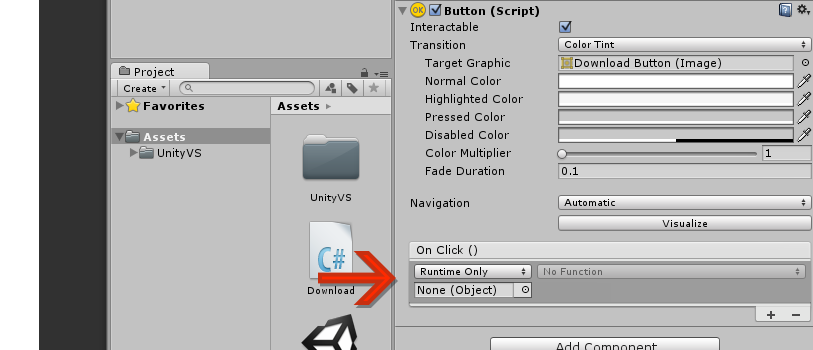 Project
Create
Favorites
Assets
UnityVS
Assets
UnityVS
C#
Download
OK
Button (Script)
Interactable
Transition
Color Tint
Target Graphic
Download Button (Image)
Normal Color
Highlighted Color
Pressed Color
Disabled Color
Color Multiplier
1
Fade Duration
0.1
Navigation
Automatic
Visualize
On Click ()
Runtime Only
No Function
None (Object)
+ −
Add Component